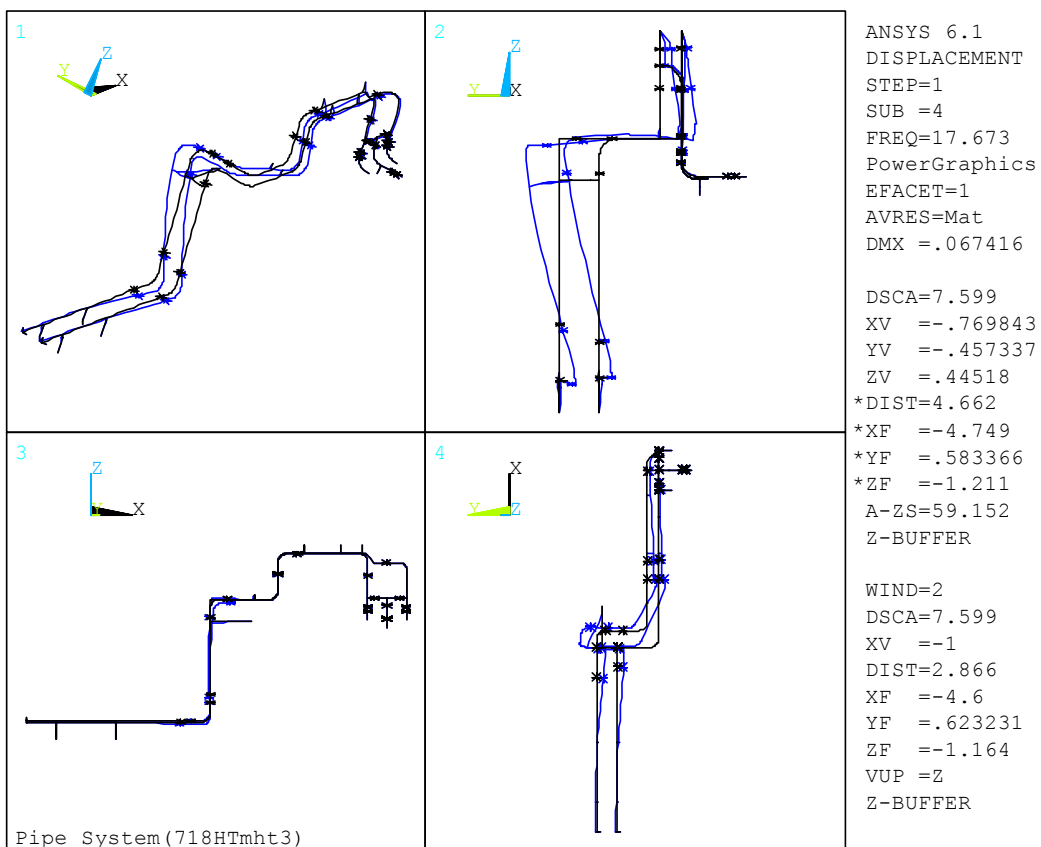 1
Z
Y
X
2
Z
Y
X
3
Z
Y
X
4
X
Y
Z
Pipe System(718HTmht3)
ANSYS 6.1
DISPLACEMENT
STEP=1
SUB =4
FREQ=17.673
PowerGraphics
EFACET=1
AVRES=Mat
DMX =.067416
DSCA=7.599
XV =-.769843
YV =-.457337
ZV =.44518
*DIST=4.662
*XF =-4.749
*YF =.583366
*ZF =-1.211
A-ZS=59.152
Z-BUFFER
WIND=2
DSCA=7.599
XV =-1
DIST=2.866
XF =-4.6
YF =.623231
ZF =-1.164
VUP =Z
Z-BUFFER